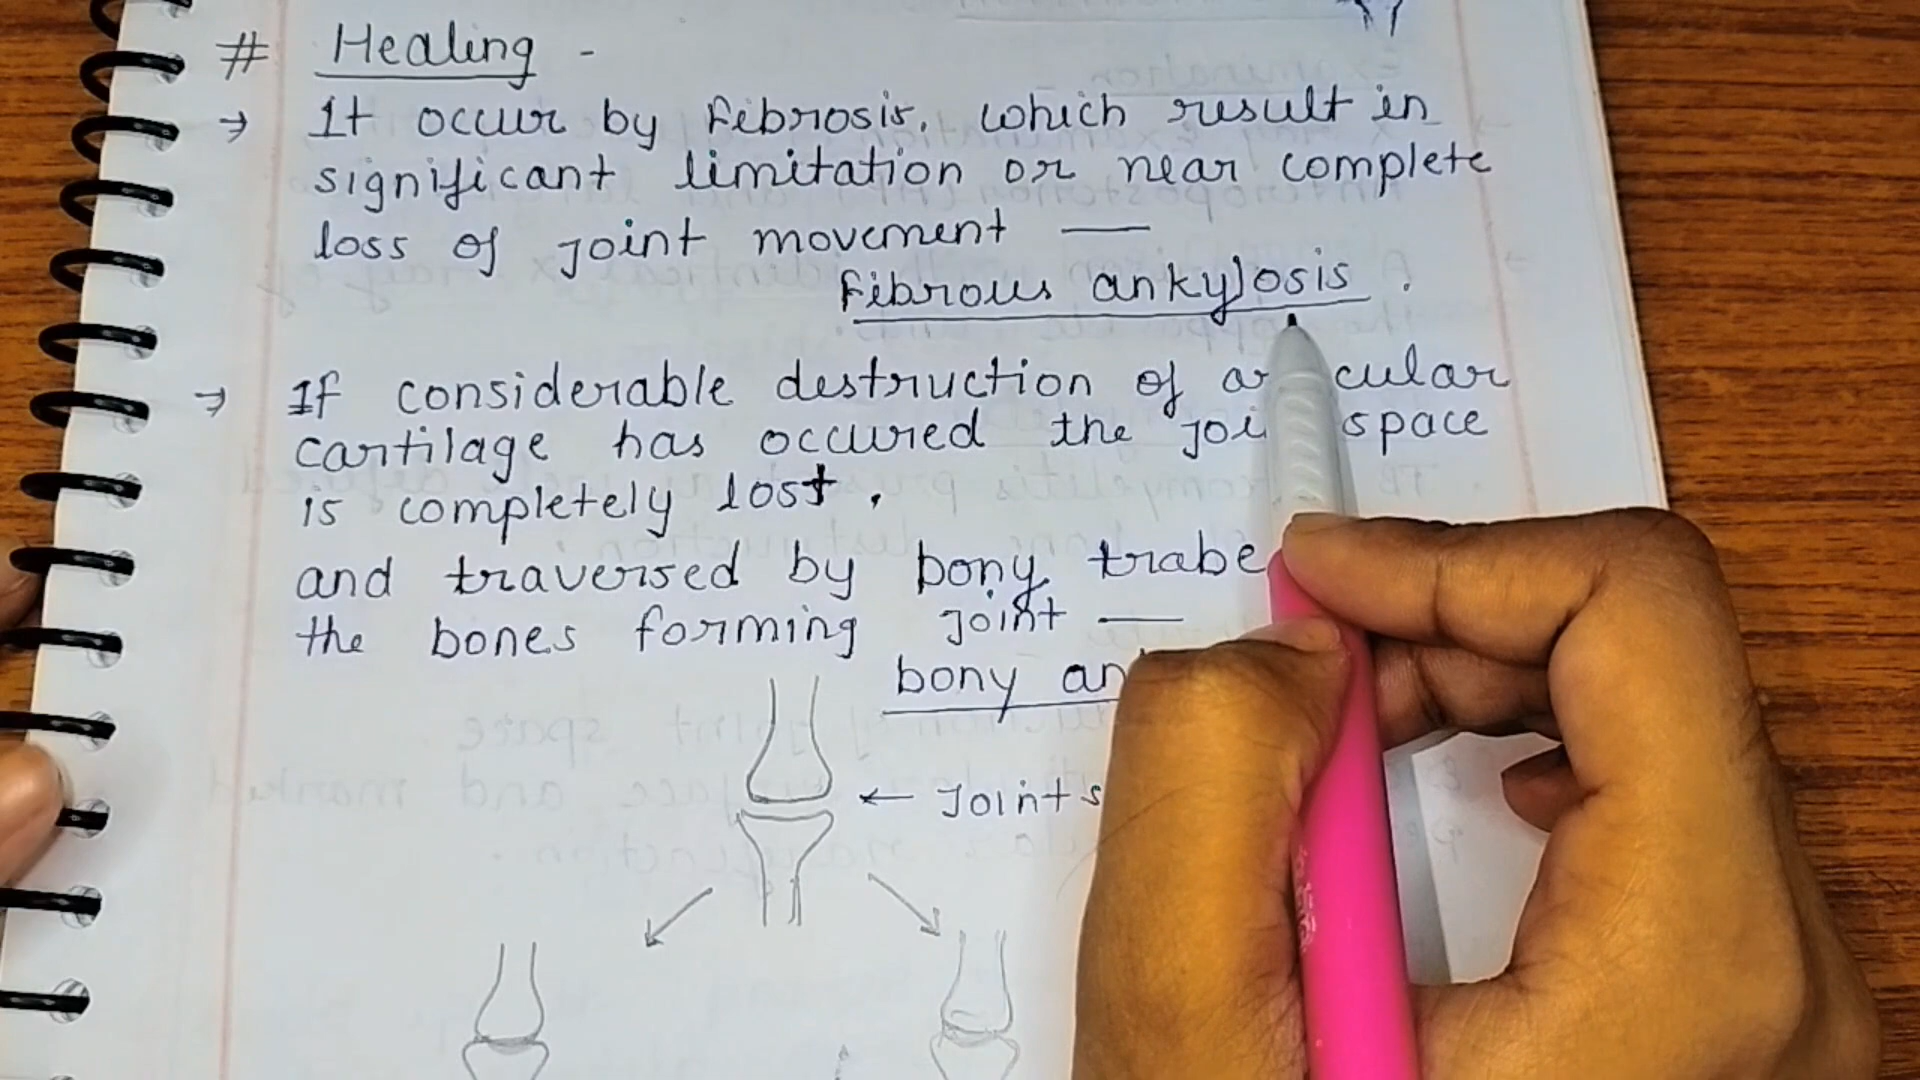 # Healing -
→ It occur by fibrosis, which result in
significant limitation or near complete
loss of joint movement —
fibrous ankylosis.
→ If considerable destruction of cular
cartilage has occured the space
is completely lost.
and traversed by bony
the bones forming joint —
bony
← Joint